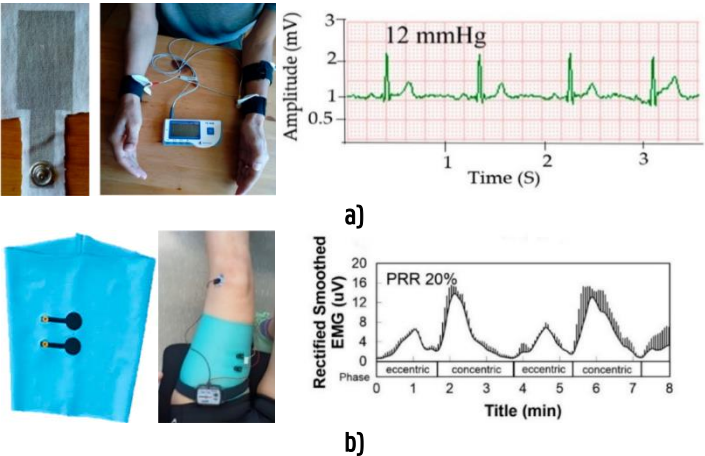 Amplitude (mV)
3
2
1
0.5
12 mmHg
1 2 3
Time (S)
a)
Rectified Smoothed
EMG (uV)
20
16
12
8
4
0
PRR 20%
Phase
eccentric concentric eccentric concentric
0 1 2 3 4 5 6 7 8
Title (min)
b)